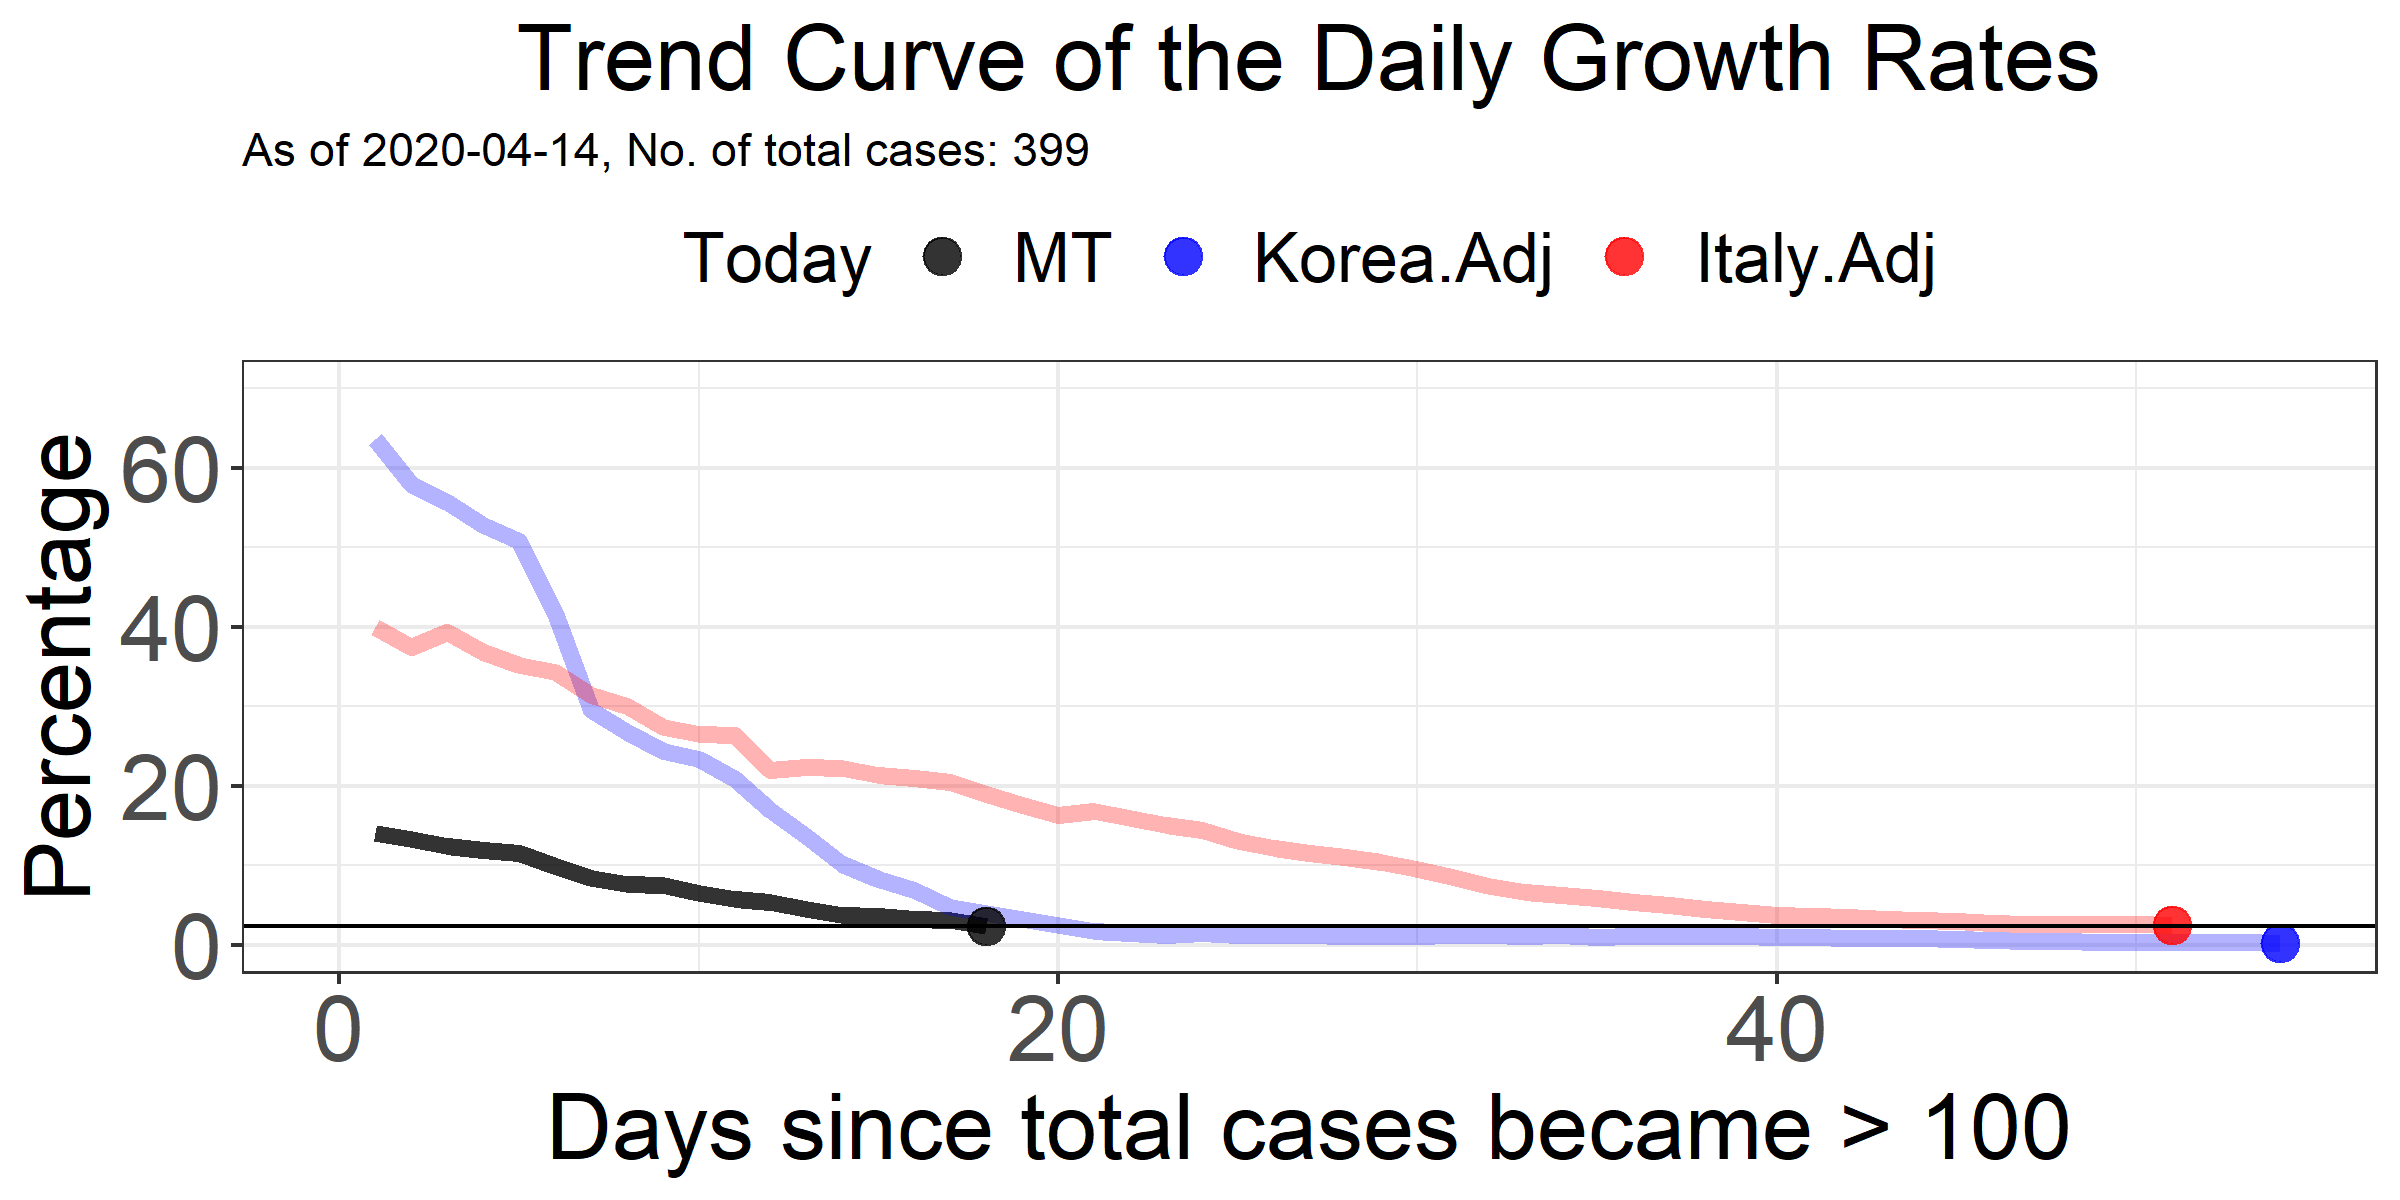 Trend Curve of the Daily Growth Rates
As of 2020-04-14, No. of total cases: 399
Today MT Korea.Adj Italy.Adj
Percentage
60
40
20
0
0 20 40
Days since total cases became > 100